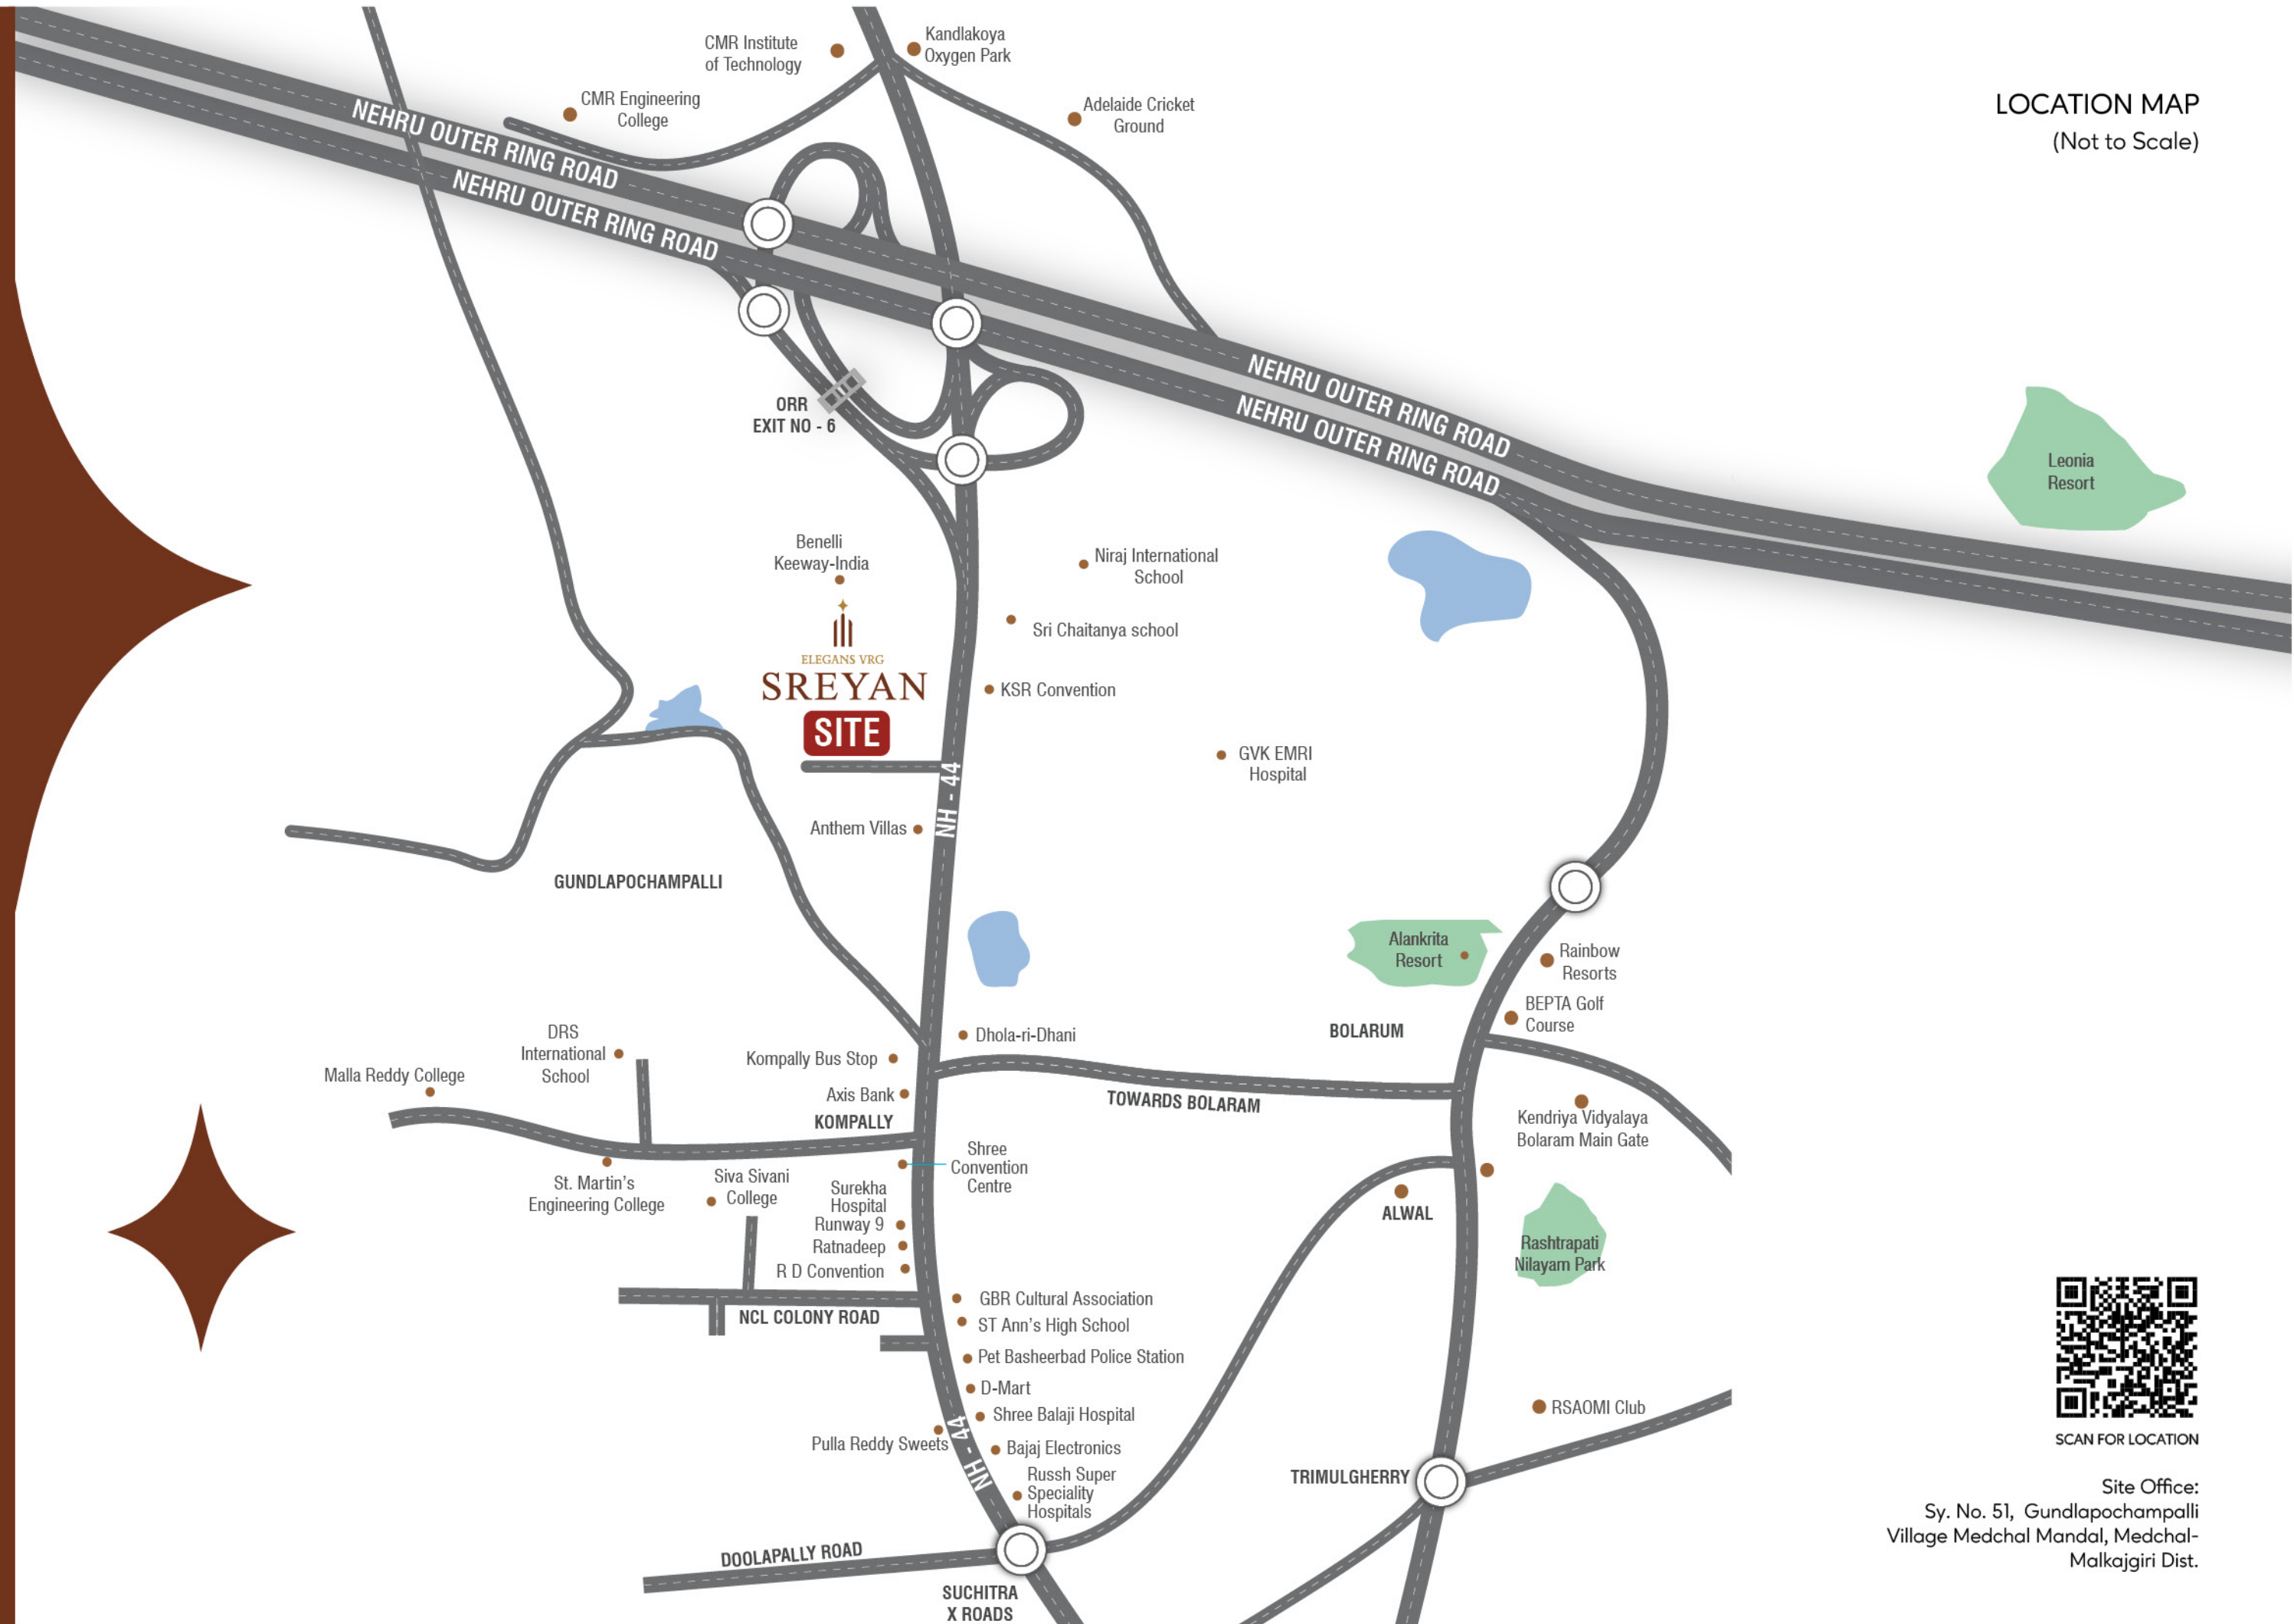 CMR Institute
of Technology
Kandlakoya
Oxygen Park
LOCATION MAP
(Not to Scale)
CMR Engineering
College
Adelaide Cricket
Ground
NEHRU OUTER RING ROAD
NEHRU OUTER RING ROAD
NEHRU OUTER RING ROAD
NEHRU OUTER RING ROAD
ORR
EXIT NO - 6
Leonia
Resort
Benelli
Keeway-India
Niraj International
School
Sri Chaitanya school
ELEGANS VRG
SREYAN
SITE
KSR Convention
GVK EMRI
Hospital
NH - 44
Anthem Villas
GUNDLAPOCHAMPALLI
Alankrita
Resort
Rainbow
Resorts
BEPTA Golf
Course
BOLARUM
Dhola-ri-Dhani
DRS
International
School
Kompally Bus Stop
Malla Reddy College
Axis Bank
KOMPALLY
TOWARDS BOLARAM
Kendriya Vidyalaya
Bolaram Main Gate
Shree
Convention
Centre
St. Martin's
Engineering College
Siva Sivani
College
Surekha
Hospital
Runway 9
Ratnadeep
R D Convention
ALWAL
Rashtrapati
Nilayam Park
GBR Cultural Association
NCL COLONY ROAD
ST Ann's High School
Pet Basheerbad Police Station
D-Mart
Shree Balaji Hospital
RSAOMI Club
NH - 44
Pulla Reddy Sweets
Bajaj Electronics
Russh Super
Speciality
Hospitals
TRIMULGHERRY
DOOLAPALLY ROAD
SUCHITRA
X ROADS
SCAN FOR LOCATION
Site Office:
Sy. No. 51, Gundlapochampalli
Village Medchal Mandal, Medchal-
Malkajgiri Dist.